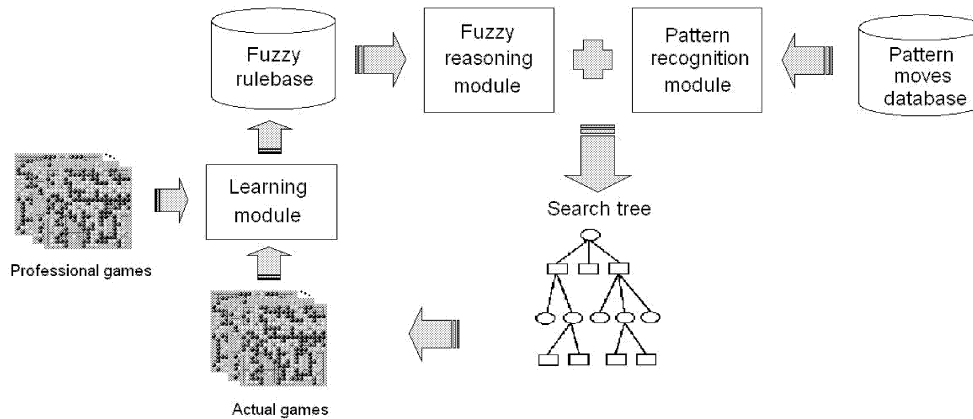 Fuzzy
rulebase
Fuzzy
reasoning
module
Pattern
recognition
module
Pattern
moves
database
Learning
module
Professional games
Search tree
Actual games